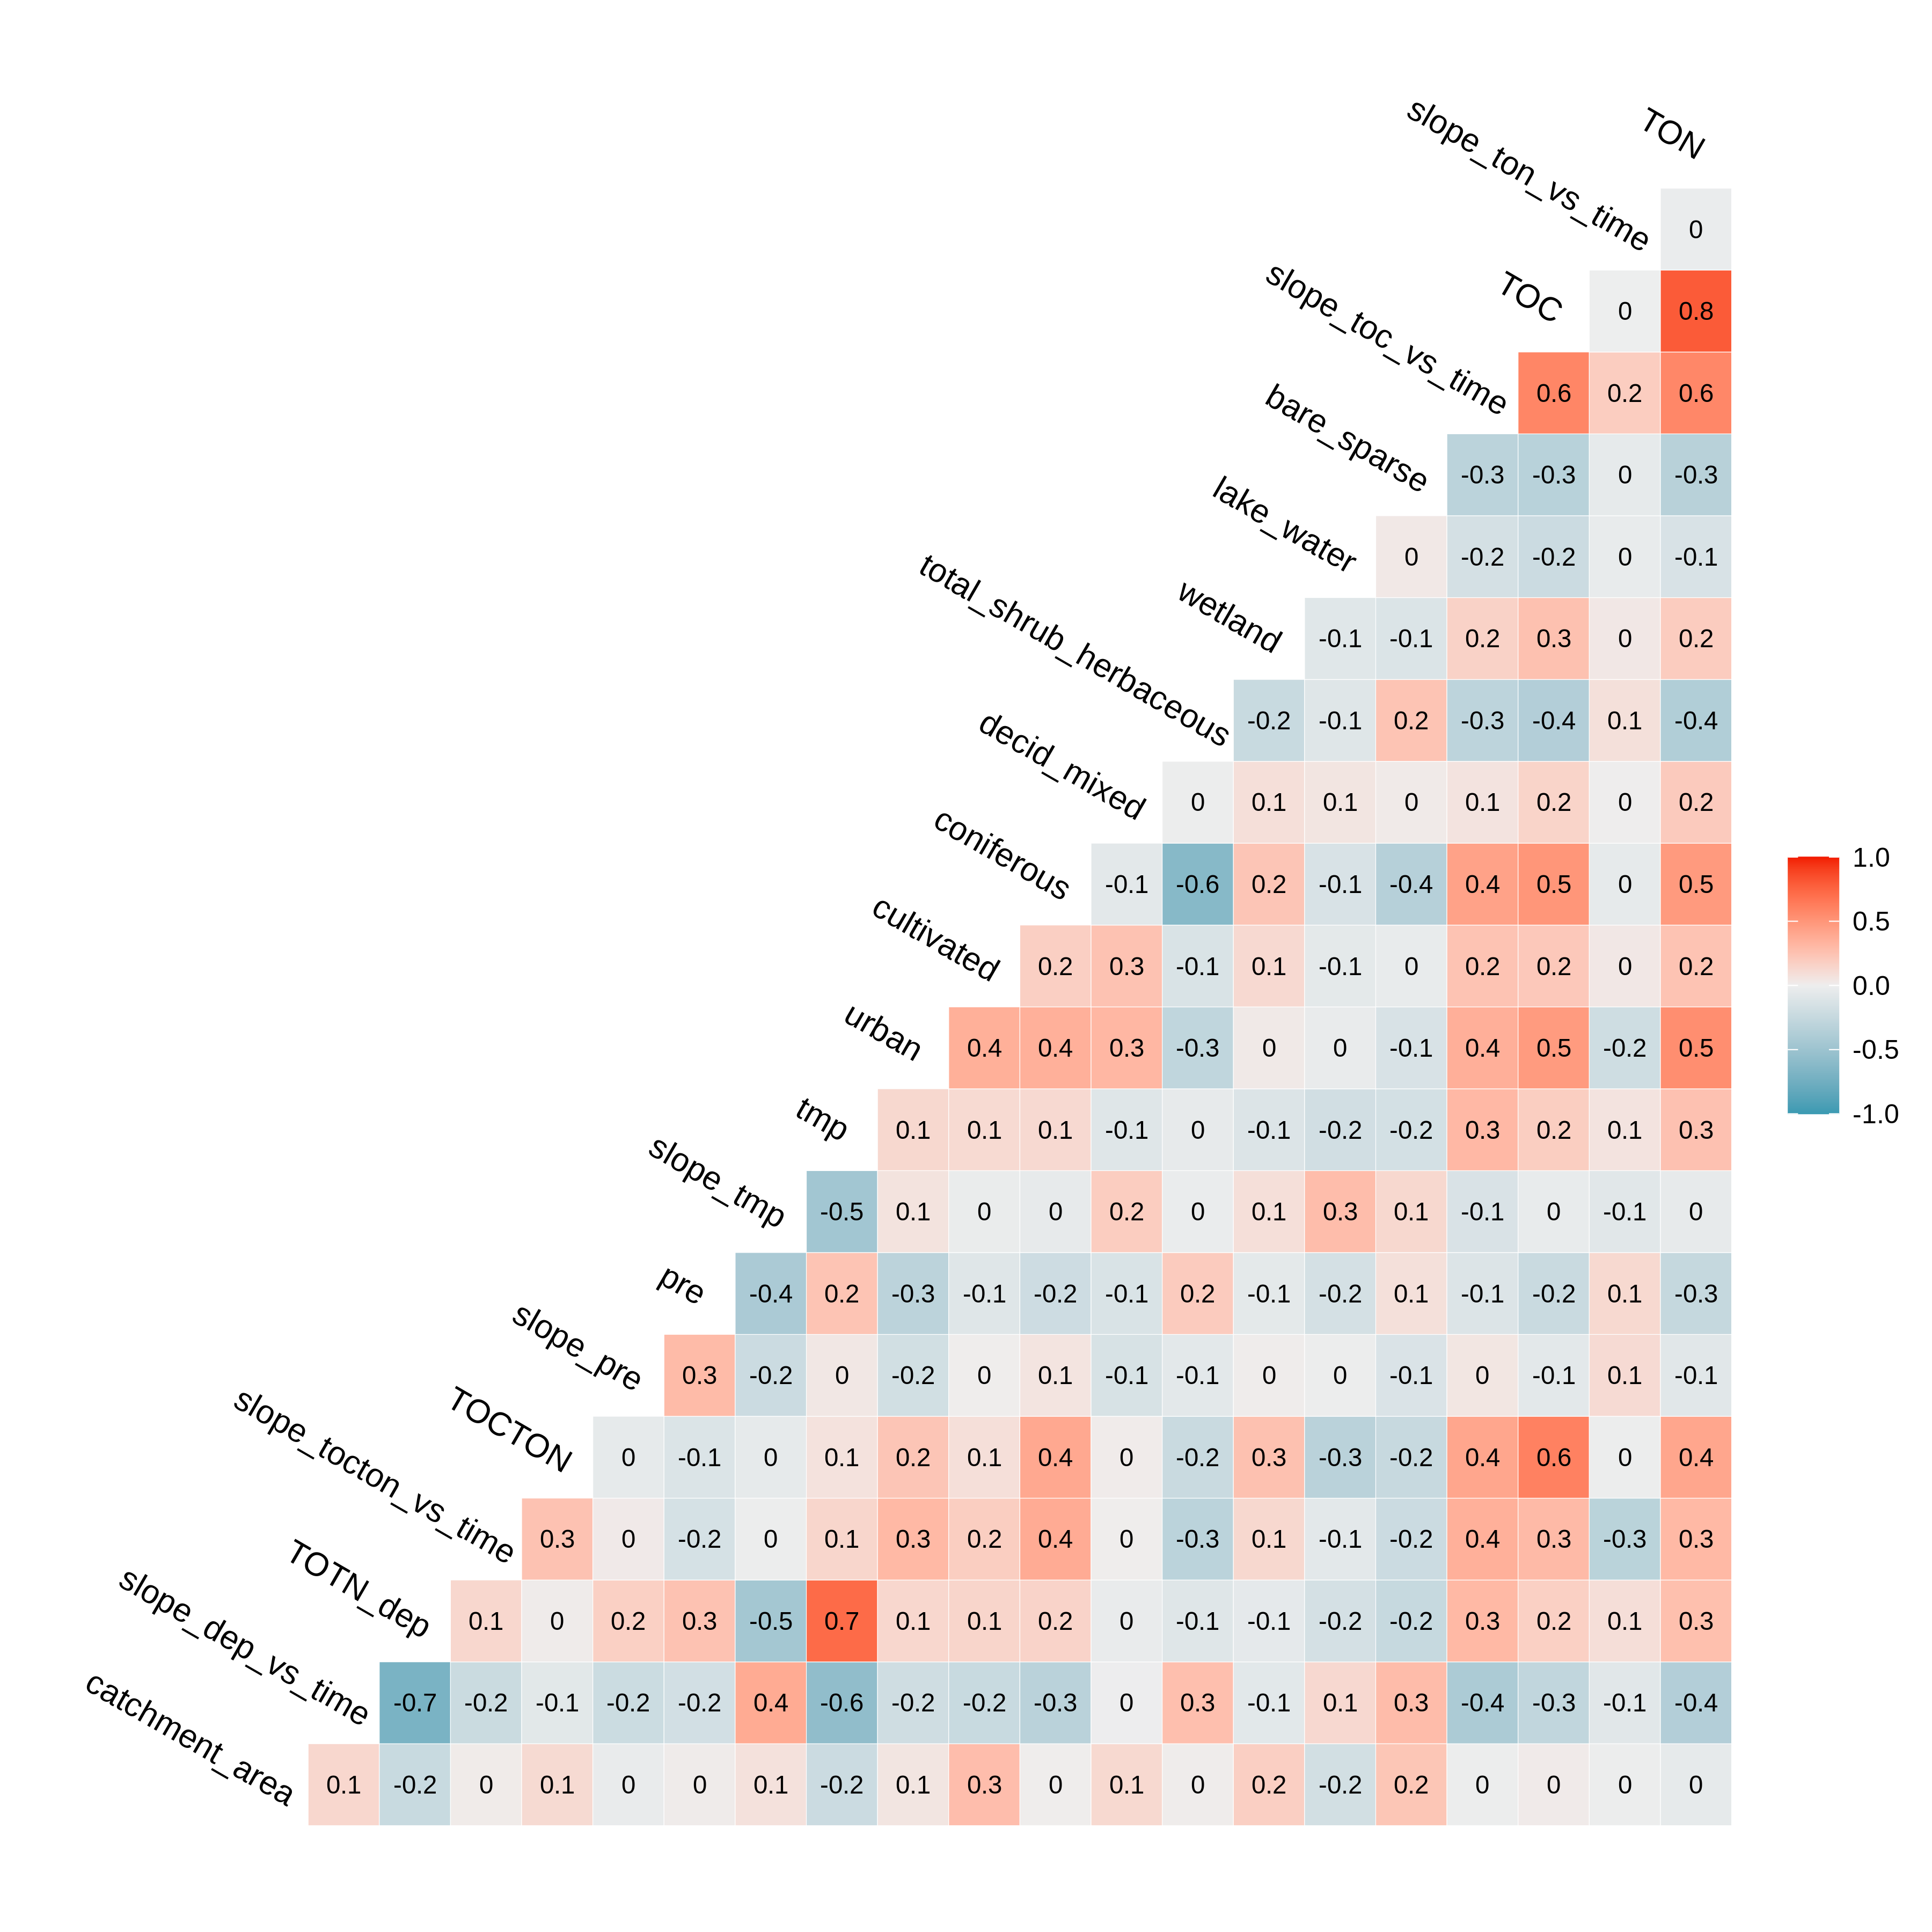 TON
slope_ton_vs_time 0
TOC 0 0.8
slope_toc_vs_time 0.6 0.2 0.6
bare_sparse -0.3 -0.3 0 -0.3
lake_water 0 -0.2 -0.2 0 -0.1
wetland -0.1 -0.1 0.2 0.3 0 0.2
total_shrub_herbaceous -0.2 -0.1 0.2 -0.3 -0.4 0.1 -0.4
decid_mixed 0 0.1 0.1 0 0.1 0.2 0 0.2
coniferous -0.1 -0.6 0.2 -0.1 -0.4 0.4 0.5 0 0.5
cultivated 0.2 0.3 -0.1 0.1 -0.1 0 0.2 0.2 0 0.2
urban 0.4 0.4 0.3 -0.3 0 0 -0.1 0.4 0.5 -0.2 0.5
tmp 0.1 0.1 0.1 -0.1 0 -0.1 -0.2 -0.2 0.3 0.2 0.1 0.3
slope_tmp -0.5 0.1 0 0 0.2 0 0.1 0.3 0.1 -0.1 0 -0.1 0
pre -0.4 0.2 -0.3 -0.1 -0.2 -0.1 0.2 -0.1 -0.2 0.1 -0.1 -0.2 0.1 -0.3
slope_pre 0.3 -0.2 0 -0.2 0 0.1 -0.1 -0.1 0 0 -0.1 0 -0.1 0.1 -0.1
TOCTON 0 -0.1 0 0.1 0.2 0.1 0.4 0 -0.2 0.3 -0.3 -0.2 0.4 0.6 0 0.4
slope_tocton_vs_time 0.3 0 -0.2 0 0.1 0.3 0.2 0.4 0 -0.3 0.1 -0.1 -0.2 0.4 0.3 -0.3 0.3
TOTN_dep 0.1 0 0.2 0.3 -0.5 0.7 0.1 0.1 0.2 0 -0.1 -0.1 -0.2 -0.2 0.3 0.2 0.1 0.3
slope_dep_vs_time -0.7 -0.2 -0.1 -0.2 -0.2 0.4 -0.6 -0.2 -0.2 -0.3 0 0.3 -0.1 0.1 0.3 -0.4 -0.3 -0.1 -0.4
catchment_area 0.1 -0.2 0 0.1 0 0 0.1 -0.2 0.1 0.3 0 0.1 0 0.2 -0.2 0.2 0 0 0 0
1.0
0.5
0.0
-0.5
-1.0